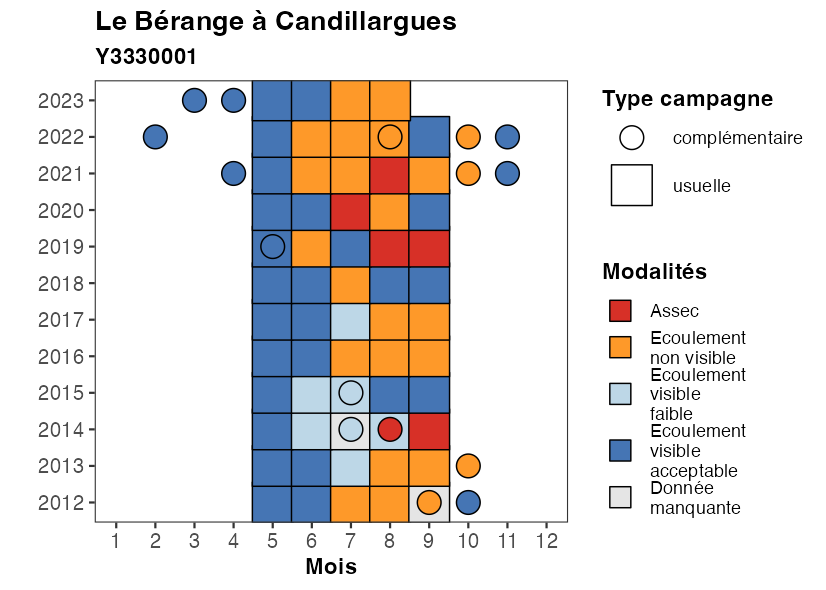 Le Bérange à Candillargues
Y3330001
2023
2022
2021
2020
2019
2018
2017
2016
2015
2014
2013
2012
1 2 3 4 5 6 7 8 9 10 11 12
Mois
Type campagne
complémentaire
usuelle
Modalités
Assec
Ecoulement
non visible
Ecoulement
visible
faible
Ecoulement
visible
acceptable
Donnée
manquante